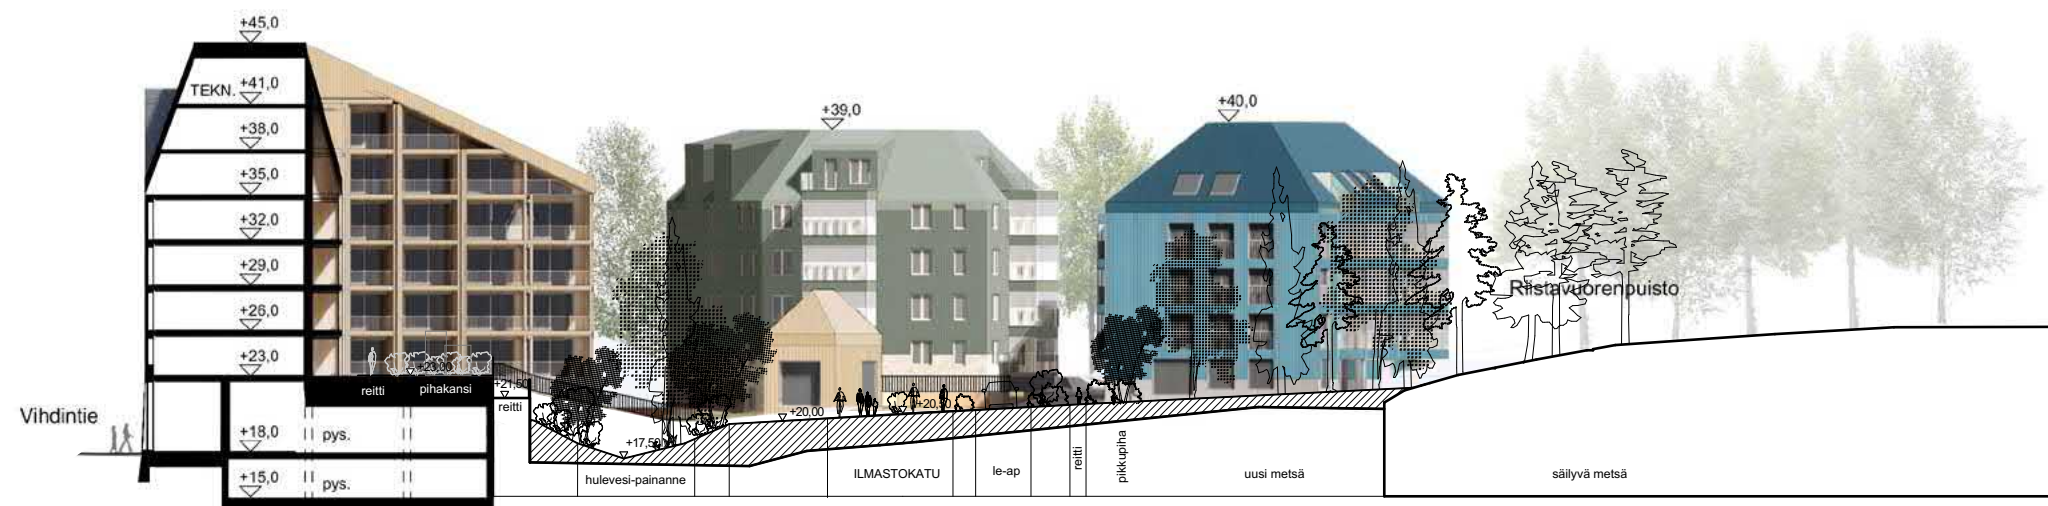 +45,0
TEKN.
+41,0
+38,0
+35,0
+32,0
+29,0
+26,0
+23,0
+18,0
+15,0
Vihdintie
pys.
pys.
reitti
pihakansi
+23,00
+21,50
reitti
+17,50
hulevesi-painanne
+39,0
+20,00
ILMASTOKATU
le-ap
reitti
pikkupiha
+40,0
uusi metsä
Riistavuorenpuisto
säilyvä metsä